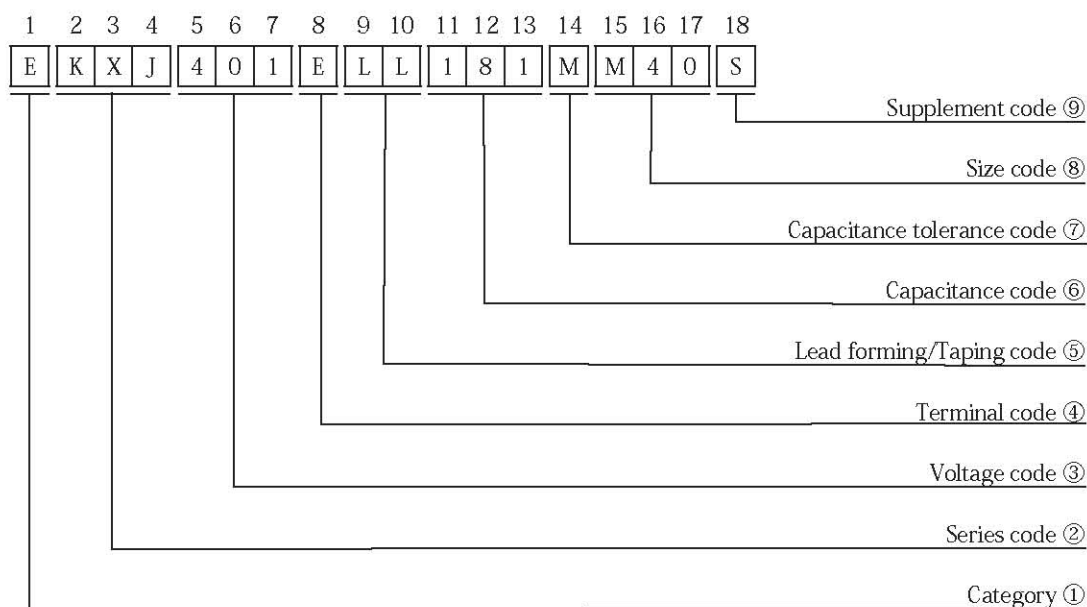 1 2 3 4 5 6 7 8 9 10 11 12 13 14 15 16 17 18
E K X J 4 0 1 E L L 1 8 1 M M 4 0 S
Supplement code ⑨
Size code ⑧
Capacitance tolerance code ⑦
Capacitance code ⑥
Lead forming/Taping code ⑤
Terminal code ④
Voltage code ③
Series code ②
Category ①